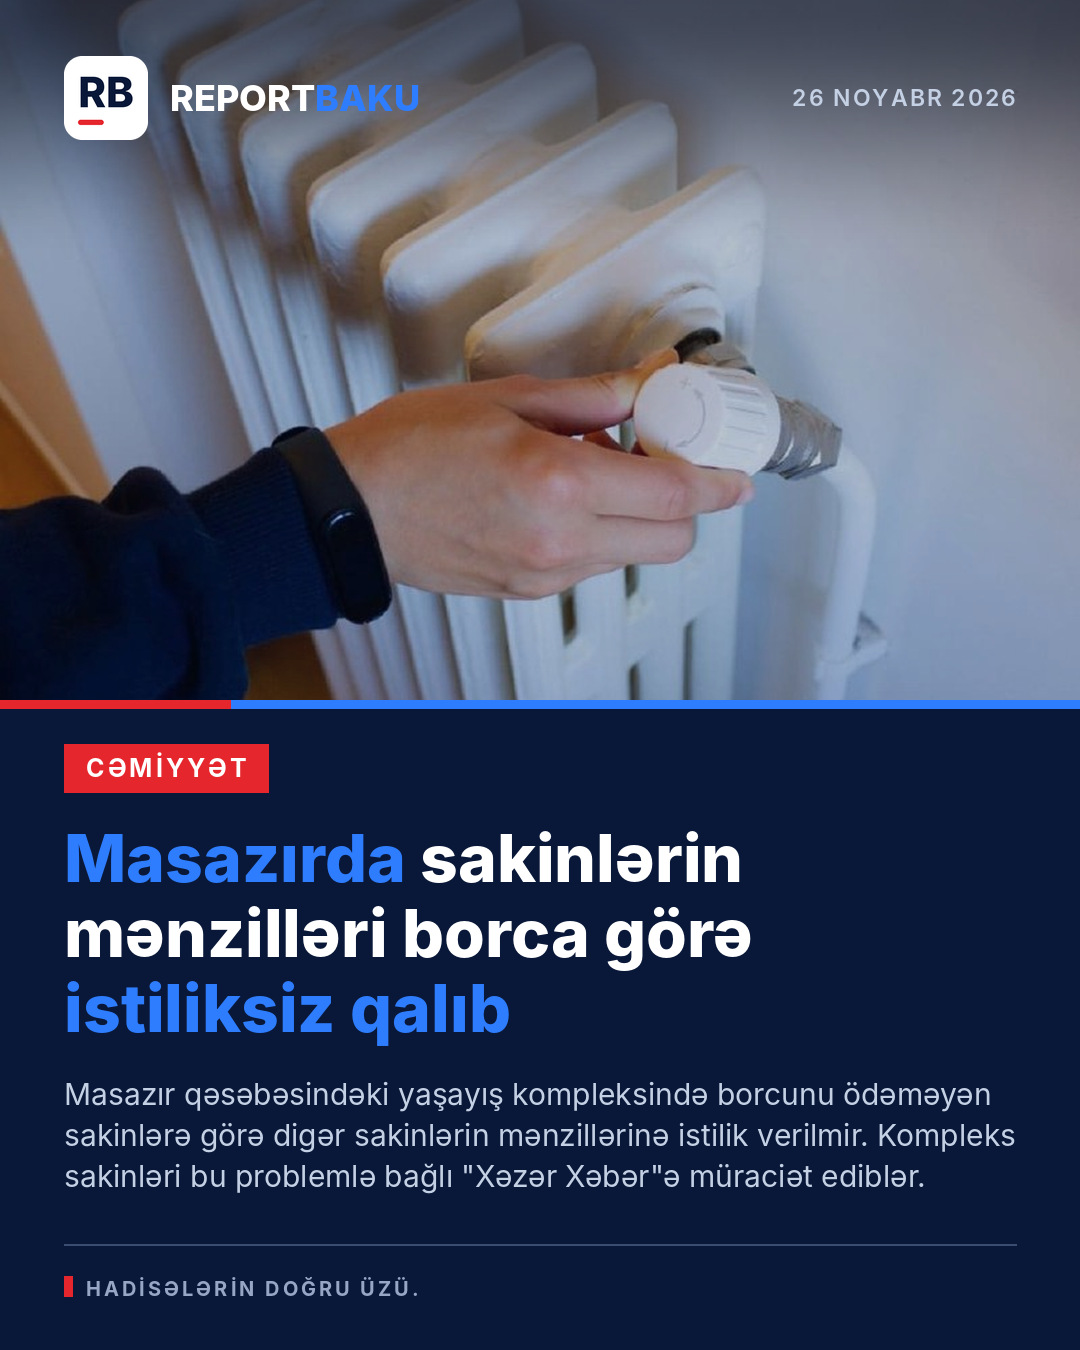 RB
REPORTBAKU
26 NOYABR 2026
CƏMİYYƏT
Masazırda sakinlərin
mənzilləri borca görə
istiliksiz qalıb
Masazır qəsəbəsindəki yaşayış kompleksində borcunu ödəməyən
sakinlərə görə digər sakinlərin mənzillərinə istilik verilmir. Kompleks
sakinləri bu problemlə bağlı "Xəzər Xəbər"ə müraciət ediblər.
HADİSƏLƏRİN DOĞRU ÜZÜ.